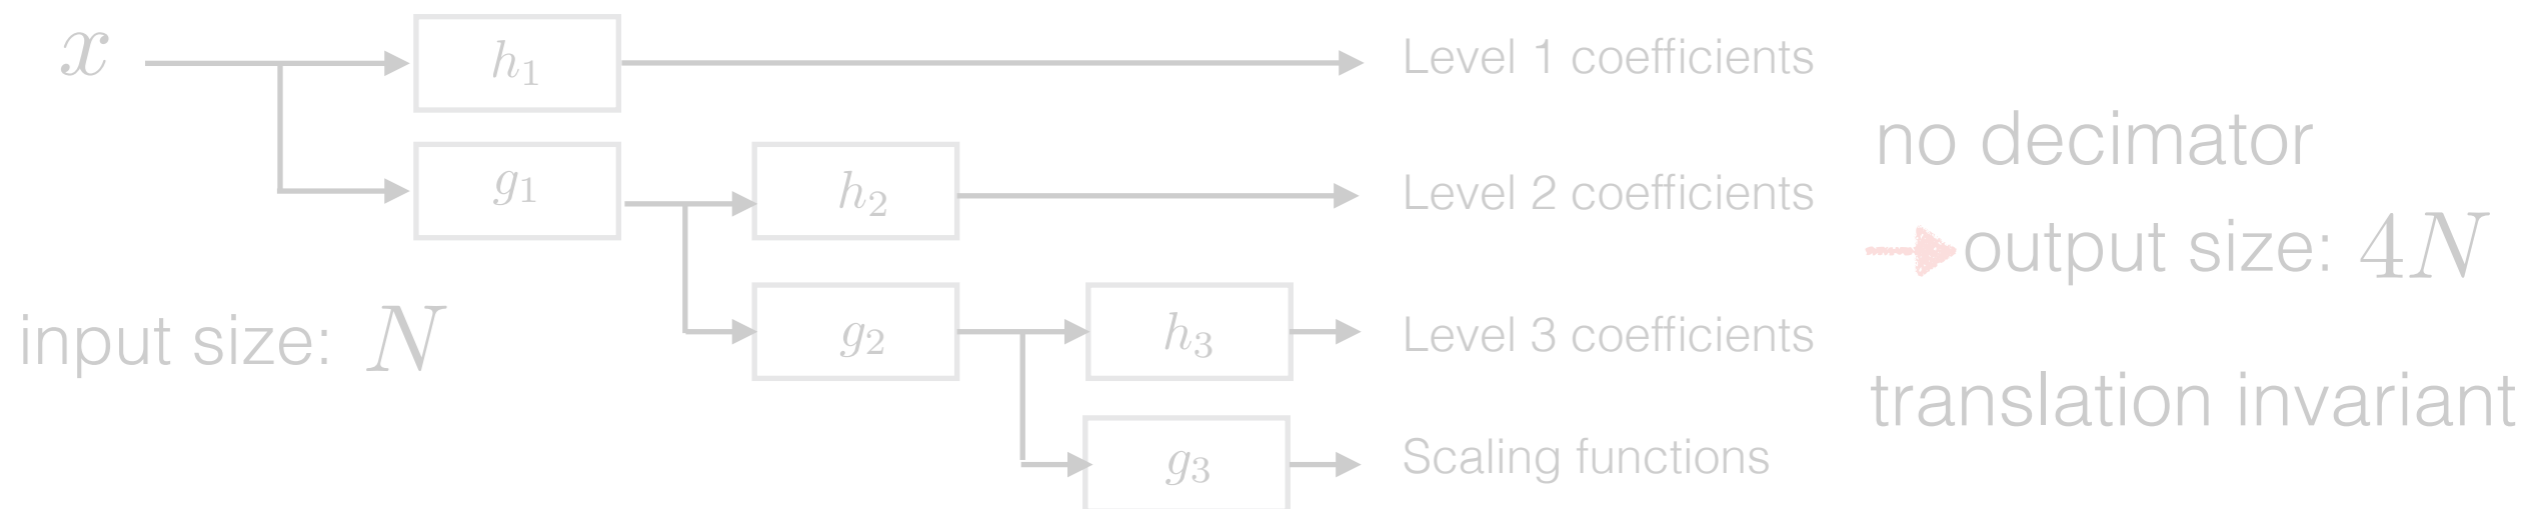 x
h₁
Level 1 coefficients
no decimator
g₁
h₂
Level 2 coefficients
output size: 4N
input size: N
g₂
h₃
Level 3 coefficients
translation invariant
g₃
Scaling functions